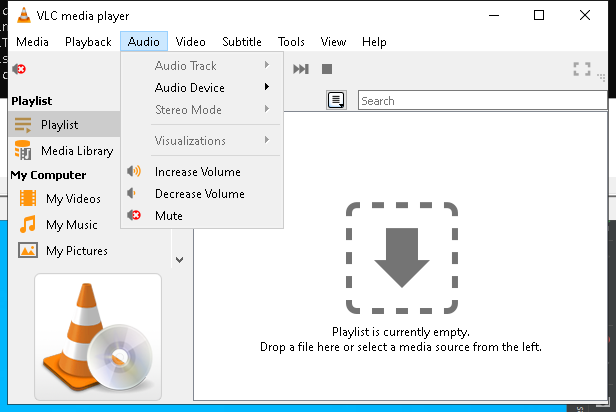 VLC media player
Media Playback Audio Video Subtitle Tools View Help
Audio Track
Audio Device
Stereo Mode
Visualizations
Increase Volume
Decrease Volume
Mute
Search
Playlist
Playlist
Media Library
My Computer
My Videos
My Music
My Pictures
Playlist is currently empty.
Drop a file here or select a media source from the left.